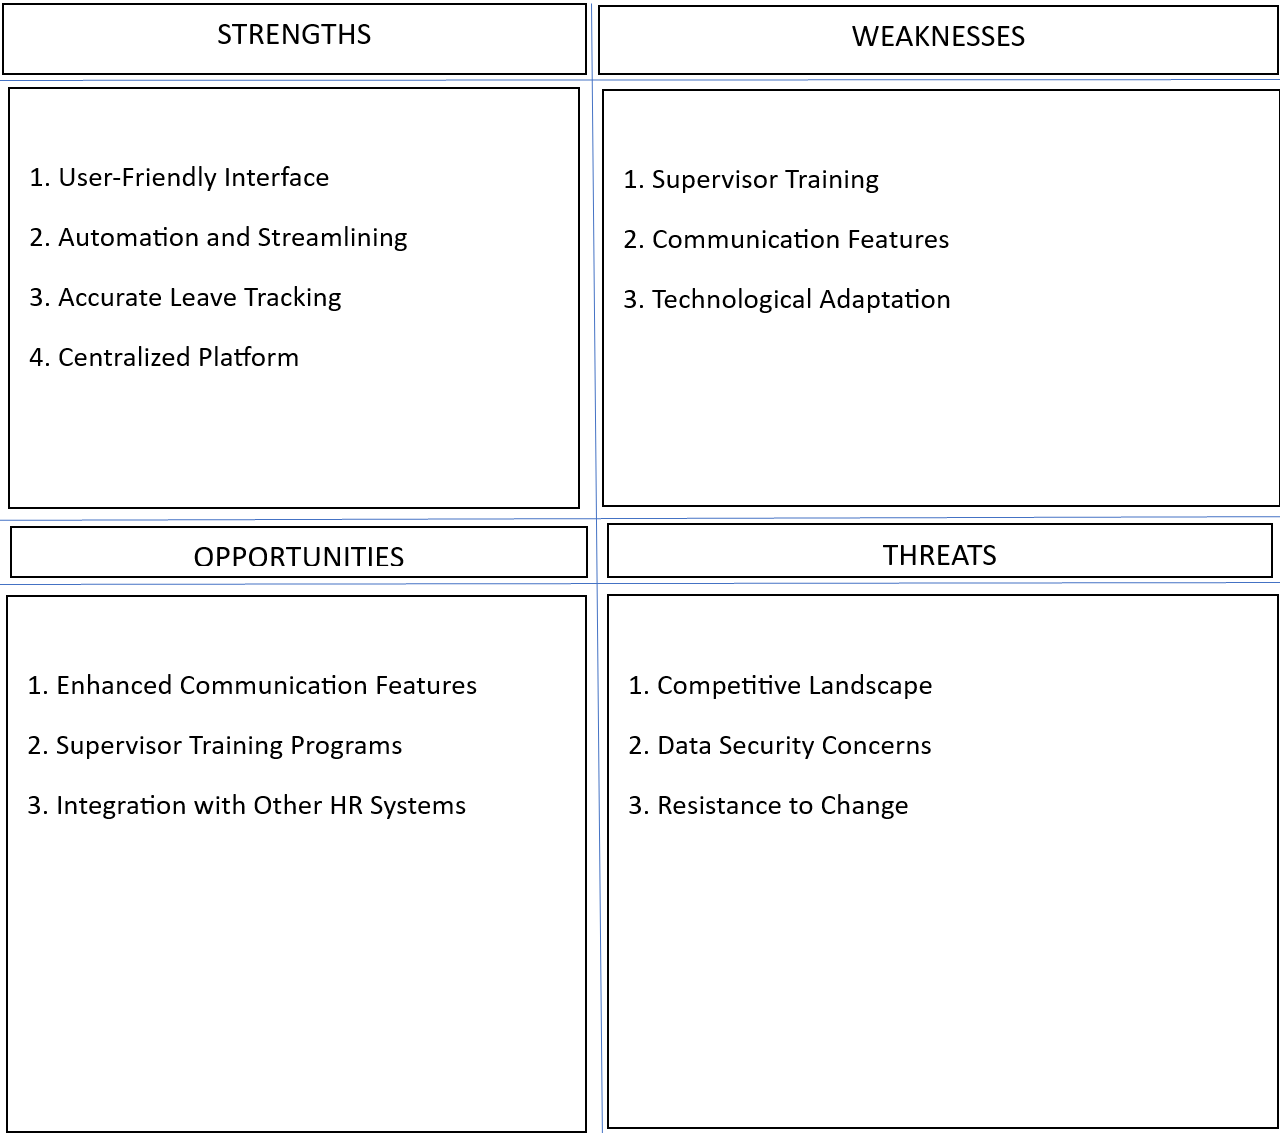 STRENGTHS
1. User-Friendly Interface
2. Automation and Streamlining
3. Accurate Leave Tracking
4. Centralized Platform
WEAKNESSES
1. Supervisor Training
2. Communication Features
3. Technological Adaptation
OPPORTUNITIES
1. Enhanced Communication Features
2. Supervisor Training Programs
3. Integration with Other HR Systems
THREATS
1. Competitive Landscape
2. Data Security Concerns
3. Resistance to Change